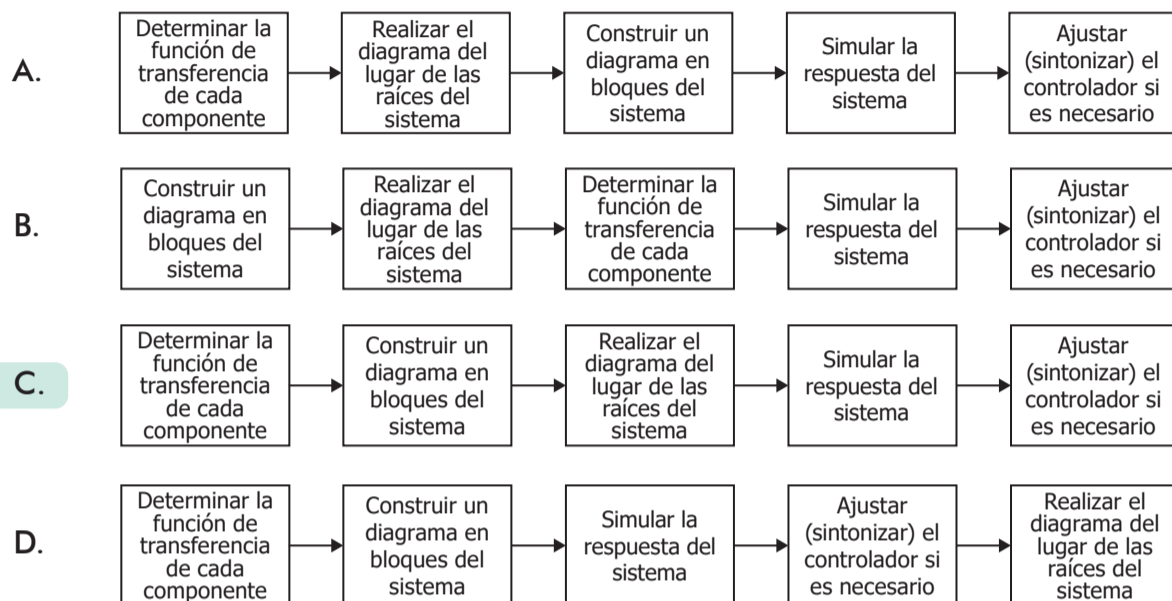 A.
Determinar la
función de
transferencia
de cada
componente
Realizar el
diagrama del
lugar de las
raíces del
sistema
Construir un
diagrama en
bloques del
sistema
Simular la
respuesta del
sistema
Ajustar
(sintonizar) el
controlador si
es necesario
B.
Construir un
diagrama en
bloques del
sistema
Realizar el
diagrama del
lugar de las
raíces del
sistema
Determinar la
función de
transferencia
de cada
componente
Simular la
respuesta del
sistema
Ajustar
(sintonizar) el
controlador si
es necesario
C.
Determinar la
función de
transferencia
de cada
componente
Construir un
diagrama en
bloques del
sistema
Realizar el
diagrama del
lugar de las
raíces del
sistema
Simular la
respuesta del
sistema
Ajustar
(sintonizar) el
controlador si
es necesario
D.
Determinar la
función de
transferencia
de cada
componente
Construir un
diagrama en
bloques del
sistema
Simular la
respuesta del
sistema
Ajustar
(sintonizar) el
controlador si
es necesario
Realizar el
diagrama del
lugar de las
raíces del
sistema